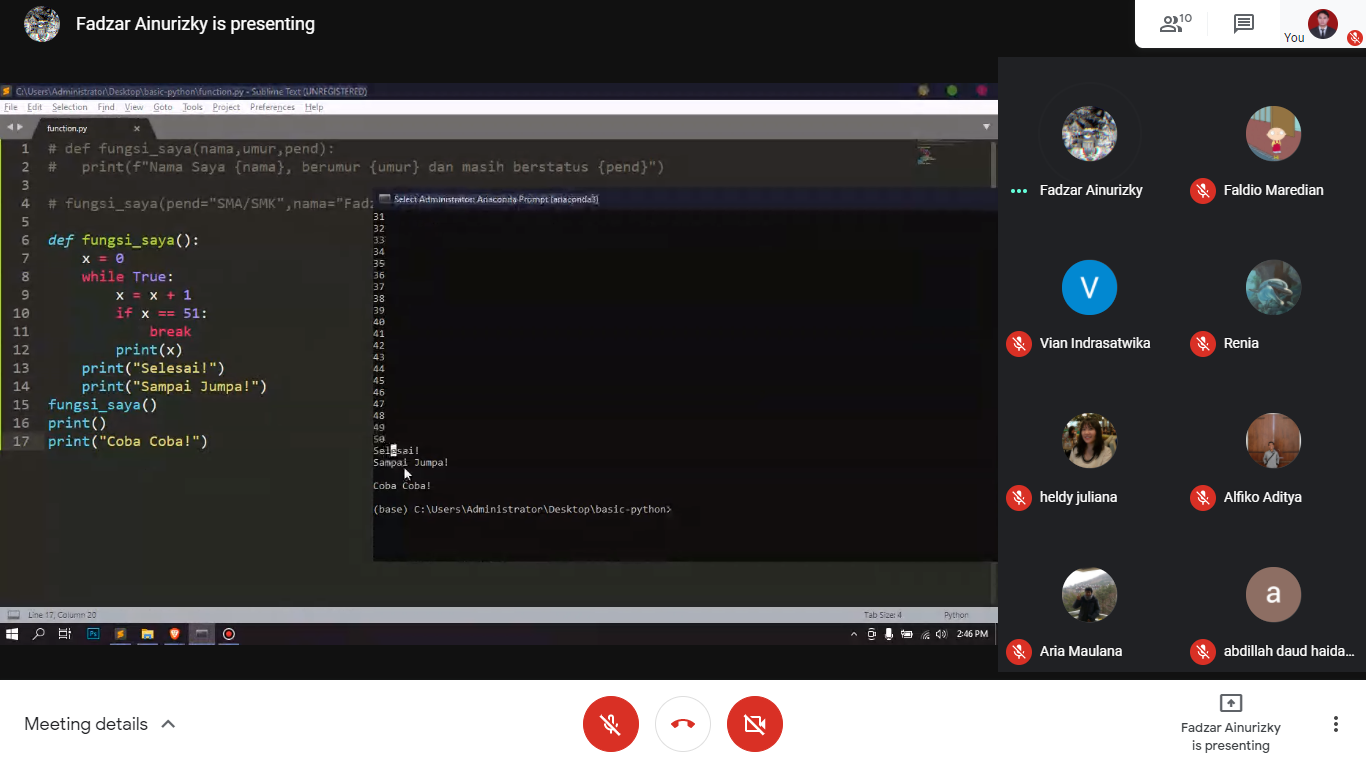 Fadzar Ainurizky is presenting
10
You
C:\Users\Administrator\Desktop\basic-python\function.py - Sublime Text (UNREGISTERED)
File Edit Selection Find View Goto Tools Project Preferences Help
function.py
1 # def fungsi_saya(nama,umur,pend):
2 #   print(f"Nama Saya {nama}, berumur {umur} dan masih berstatus {pend}")
3
4 # fungsi_saya(pend="SMA/SMK",nama="Fadz
5
6 def fungsi_saya():
7     x = 0
8     while True:
9         x = x + 1
10         if x == 51:
11             break
12         print(x)
13     print("Selesai!")
14     print("Sampai Jumpa!")
15 fungsi_saya()
16 print()
17 print("Coba Coba!")
Select Administrator: Anaconda Prompt (anaconda3)
31
32
33
34
35
36
37
38
39
40
41
42
43
44
45
46
47
48
49
50
Selesai!
Sampai Jumpa!
Coba Coba!
(base) C:\Users\Administrator\Desktop\basic-python>
Line 17, Column 20
Tab Size: 4
Python
Ps
2:46 PM
Fadzar Ainurizky
Faldio Maredian
V
Vian Indrasatwika
Renia
heldy juliana
Alfiko Aditya
Aria Maulana
a
abdillah daud haida...
Meeting details
Fadzar Ainurizky
is presenting